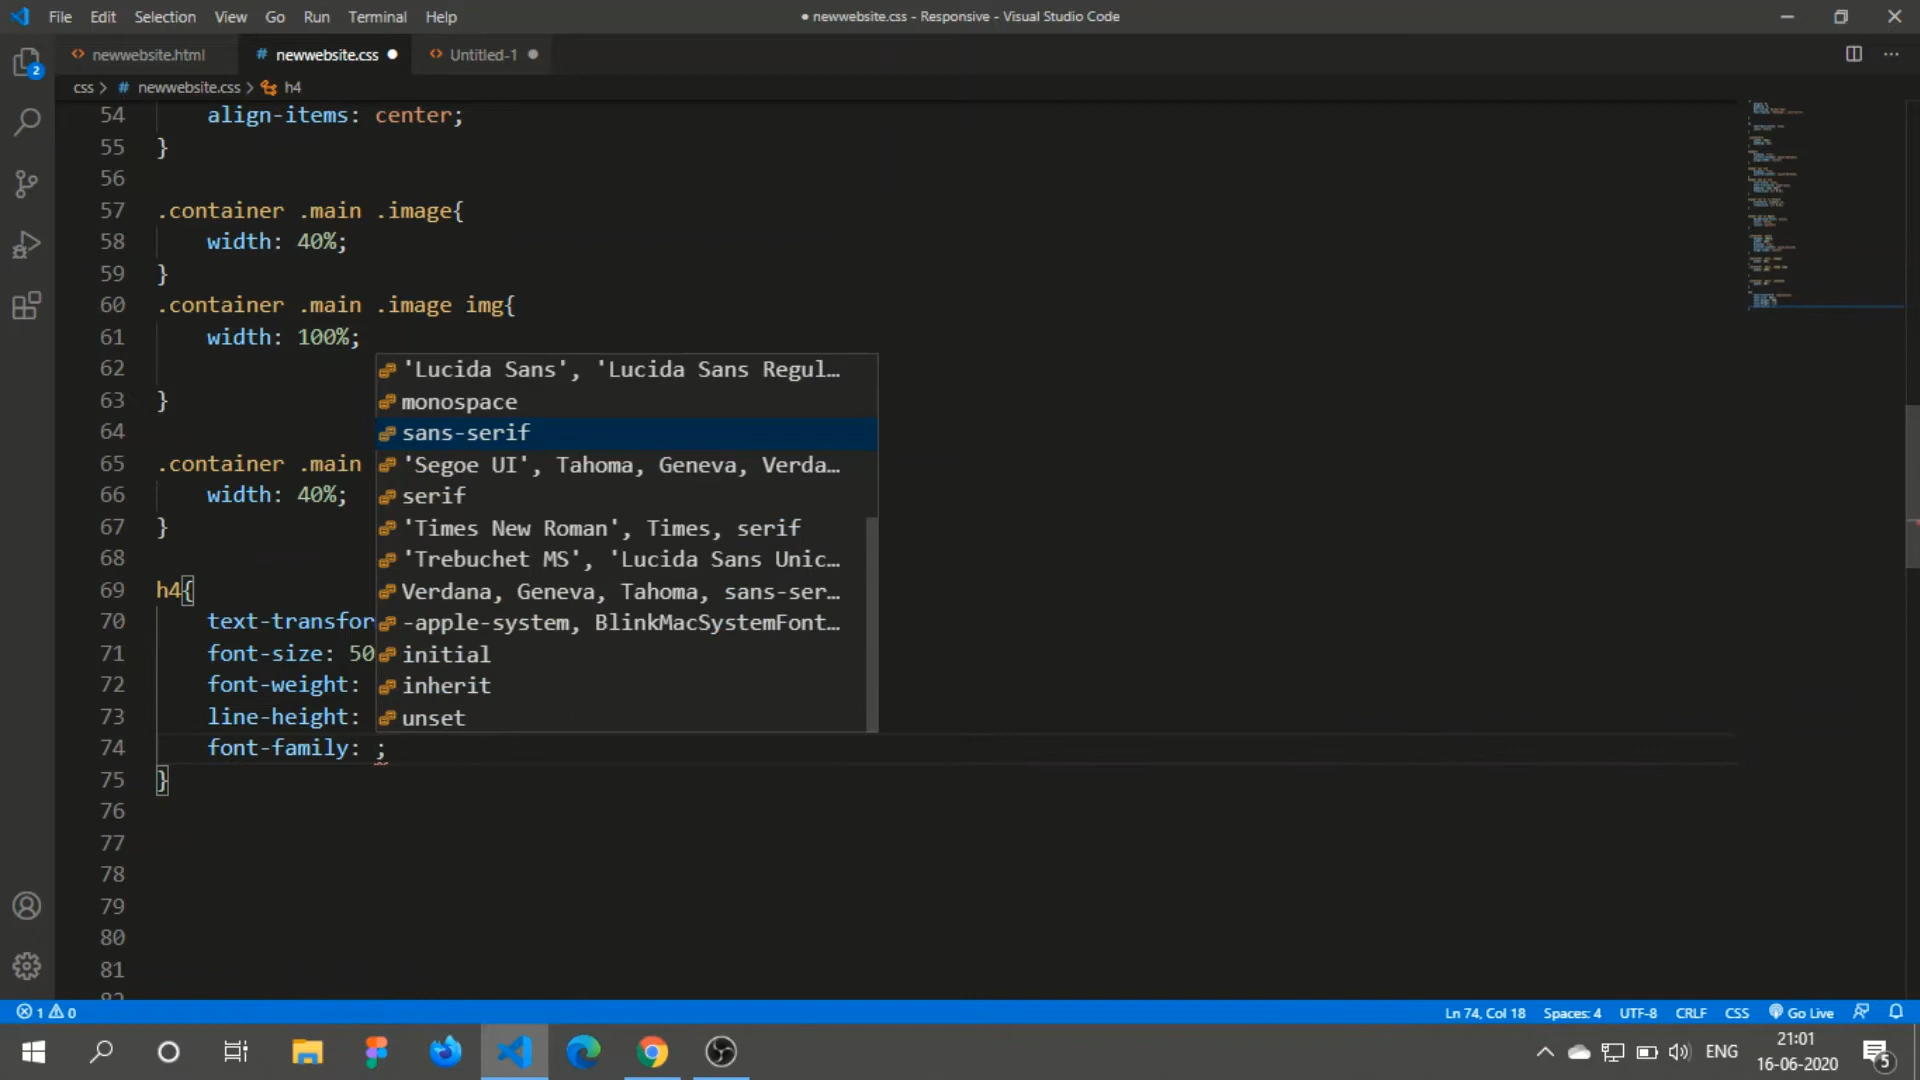 File Edit Selection View Go Run Terminal Help
● newwebsite.css - Responsive - Visual Studio Code
newwebsite.html # newwebsite.css ● Untitled-1 ●
css > # newwebsite.css > h4
2
54 align-items: center;
55 }
56
57 .container .main .image{
58 width: 40%;
59 }
60 .container .main .image img{
61 width: 100%;
62
63 }
64
65 .container .main
66 width: 40%;
67 }
68
69 h4{
70 text-transfor
71 font-size: 50
72 font-weight:
73 line-height:
74 font-family: ;
75 }
76
77
78
79
80
81
82
'Lucida Sans', 'Lucida Sans Regul…
monospace
sans-serif
'Segoe UI', Tahoma, Geneva, Verda…
serif
'Times New Roman', Times, serif
'Trebuchet MS', 'Lucida Sans Unic…
Verdana, Geneva, Tahoma, sans-ser…
-apple-system, BlinkMacSystemFont…
initial
inherit
unset
1 0
Ln 74, Col 18 Spaces: 4 UTF-8 CRLF CSS Go Live
ENG
21:01
16-06-2020
5